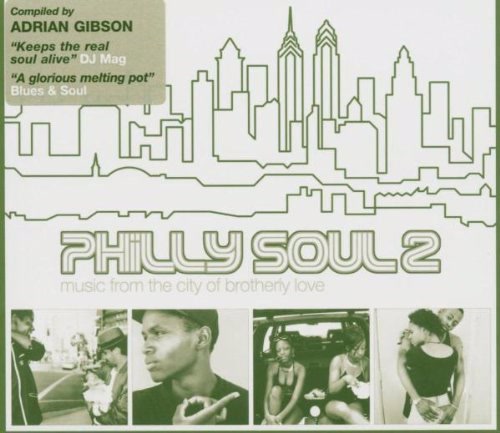 Compiled by
ADRIAN GIBSON
"Keeps the real
soul alive" DJ Mag
"A glorious melting pot"
Blues & Soul
PHiLLY SOUL 2
music from the city of brotherly love